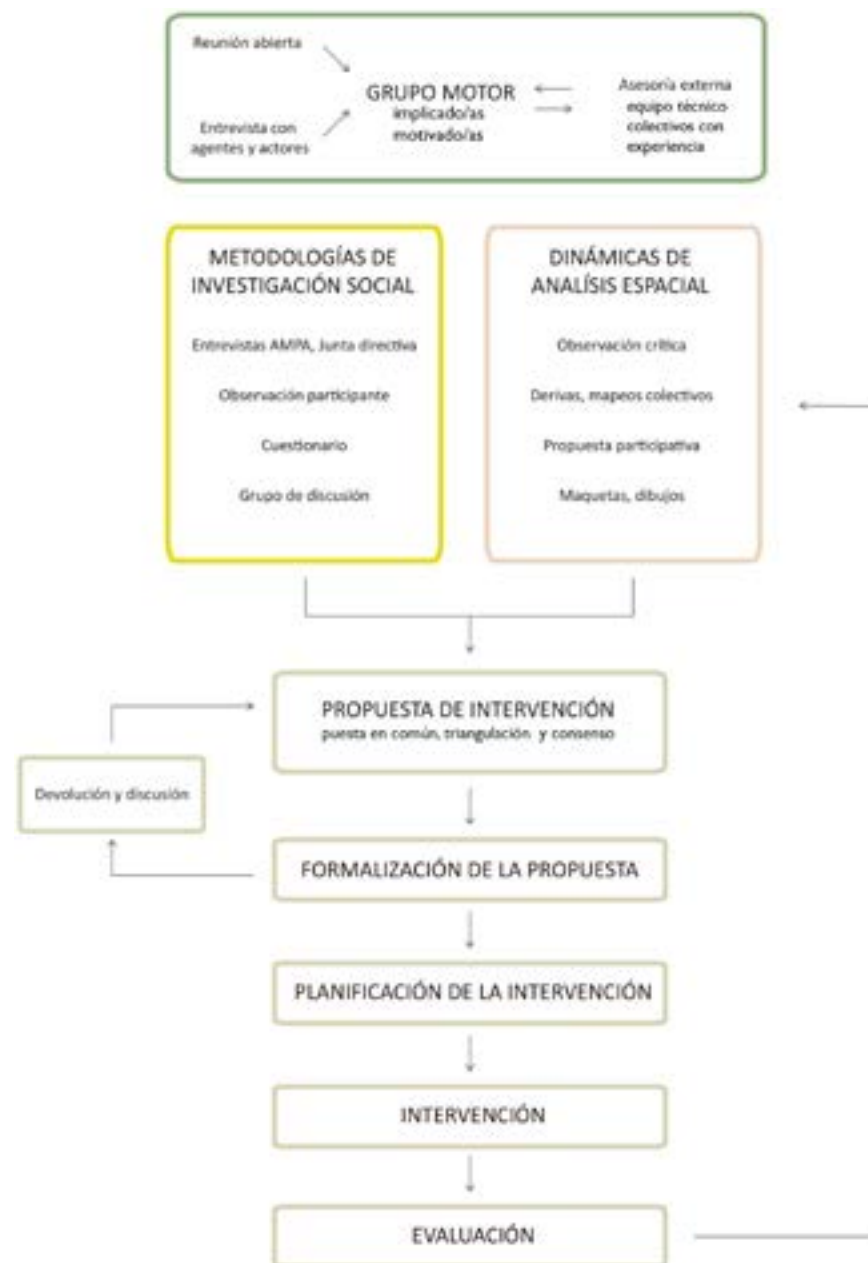 Reunión abierta
Entrevista con
agentes y actores
GRUPO MOTOR
implicado/as
motivado/as
Asesoría externa
equipo técnico
colectivos con
experiencia
METODOLOGÍAS DE
INVESTIGACIÓN SOCIAL
Entrevistas AMPA, Junta directiva
Observación participante
Cuestionario
Grupo de discusión
DINÁMICAS DE
ANALÍSIS ESPACIAL
Observación crítica
Derivas, mapeos colectivos
Propuesta participativa
Maquetas, dibujos
PROPUESTA DE INTERVENCIÓN
puesta en común, triangulación y consenso
Devolución y discusión
FORMALIZACIÓN DE LA PROPUESTA
PLANIFICACIÓN DE LA INTERVENCIÓN
INTERVENCIÓN
EVALUACIÓN